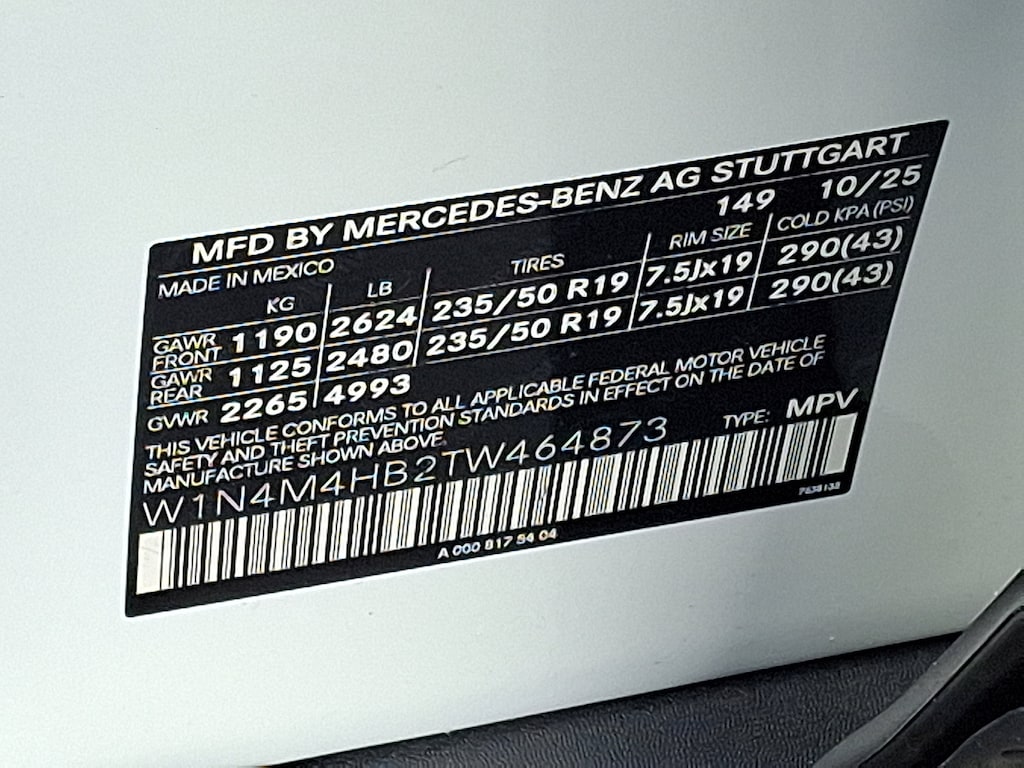 MFD BY MERCEDES-BENZ AG STUTTGART
MADE IN MEXICO 149 10/25
KG LB TIRES RIM SIZE COLD KPA (PSI)
GAWR FRONT 1190 2624 235/50 R19 7.5Jx19 290(43)
GAWR REAR 1125 2480 235/50 R19 7.5Jx19 290(43)
GVWR 2265 4993
THIS VEHICLE CONFORMS TO ALL APPLICABLE FEDERAL MOTOR VEHICLE
SAFETY AND THEFT PREVENTION STANDARDS IN EFFECT ON THE DATE OF
MANUFACTURE SHOWN ABOVE.
W1N4M4HB2TW464873 TYPE: MPV
A 000 817 54 04